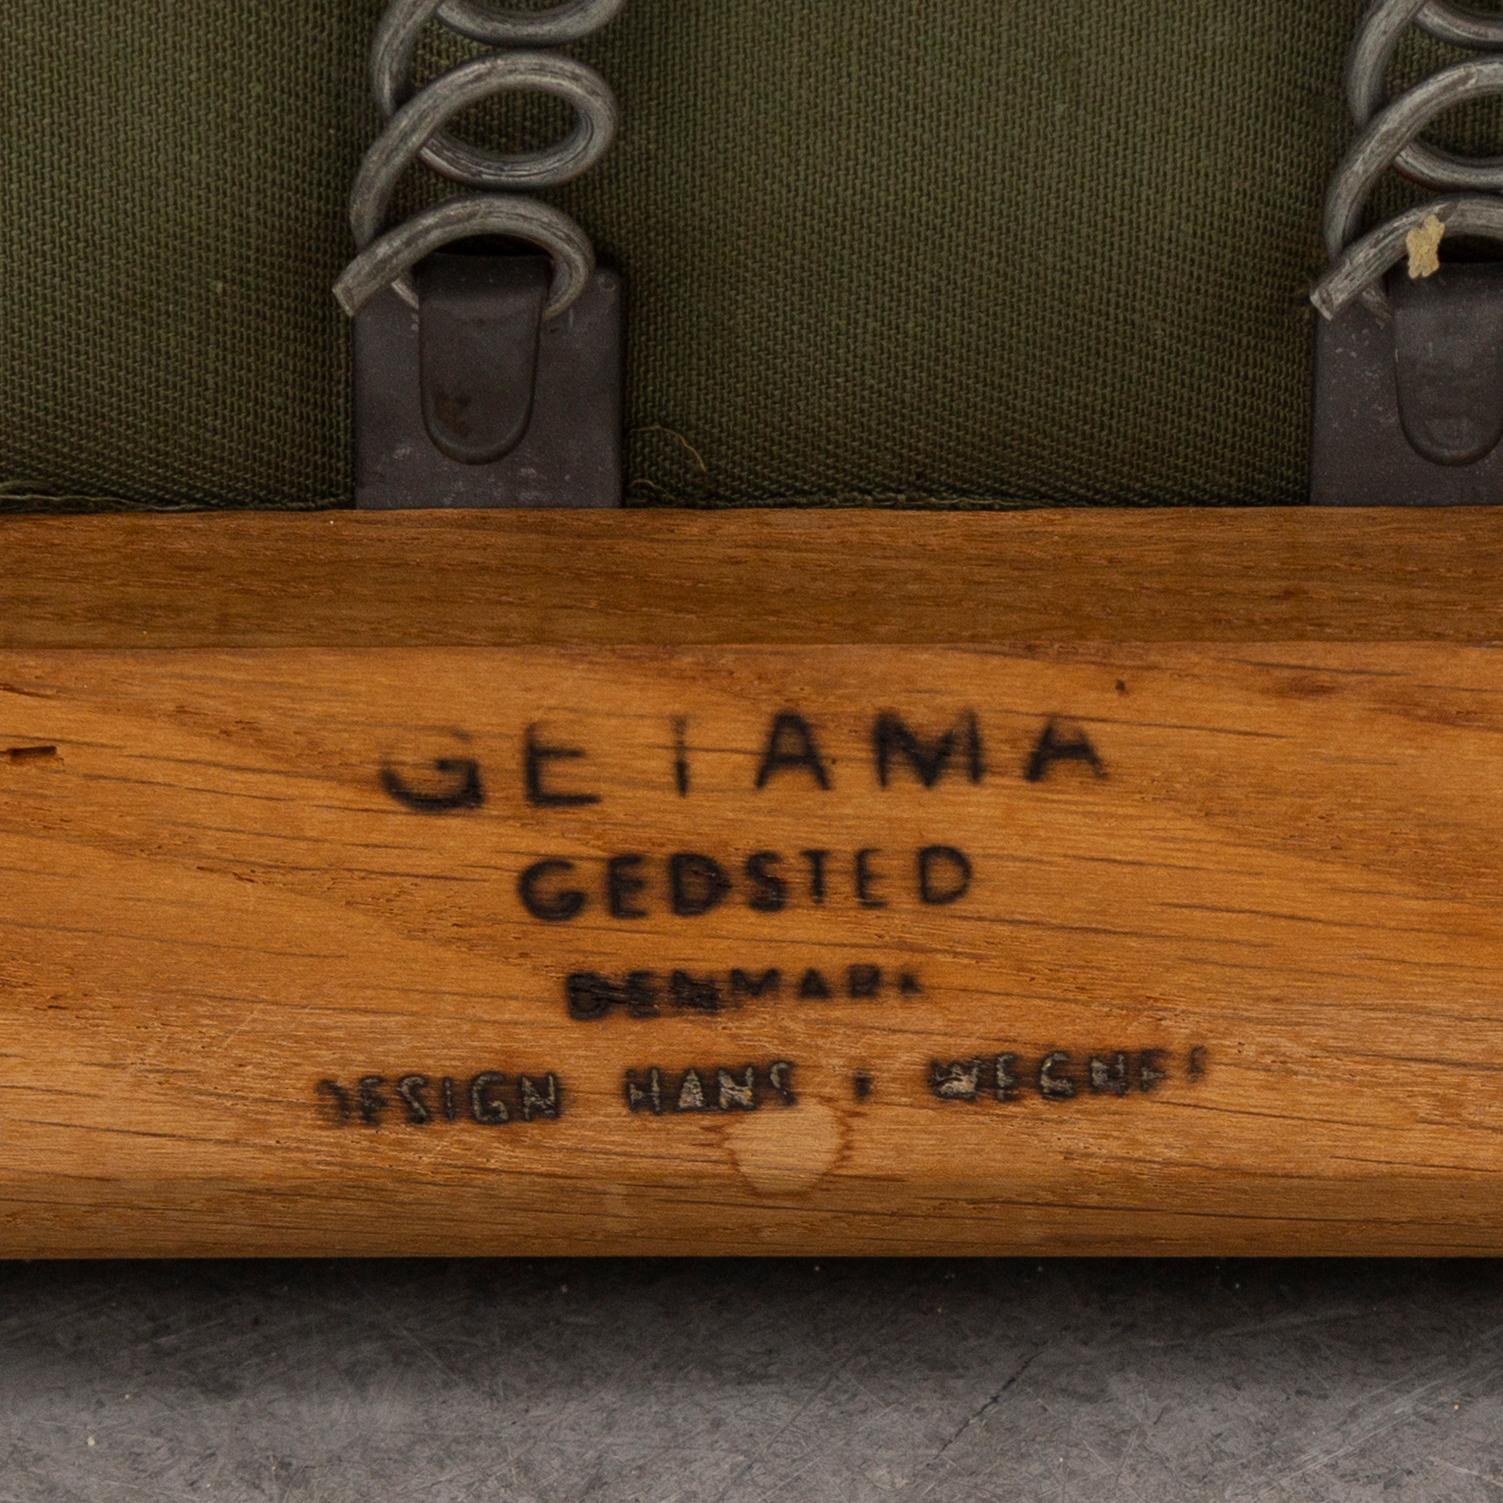 GETAMA
GEDSTED
DENMARK
DESIGN HANS J WEGNER